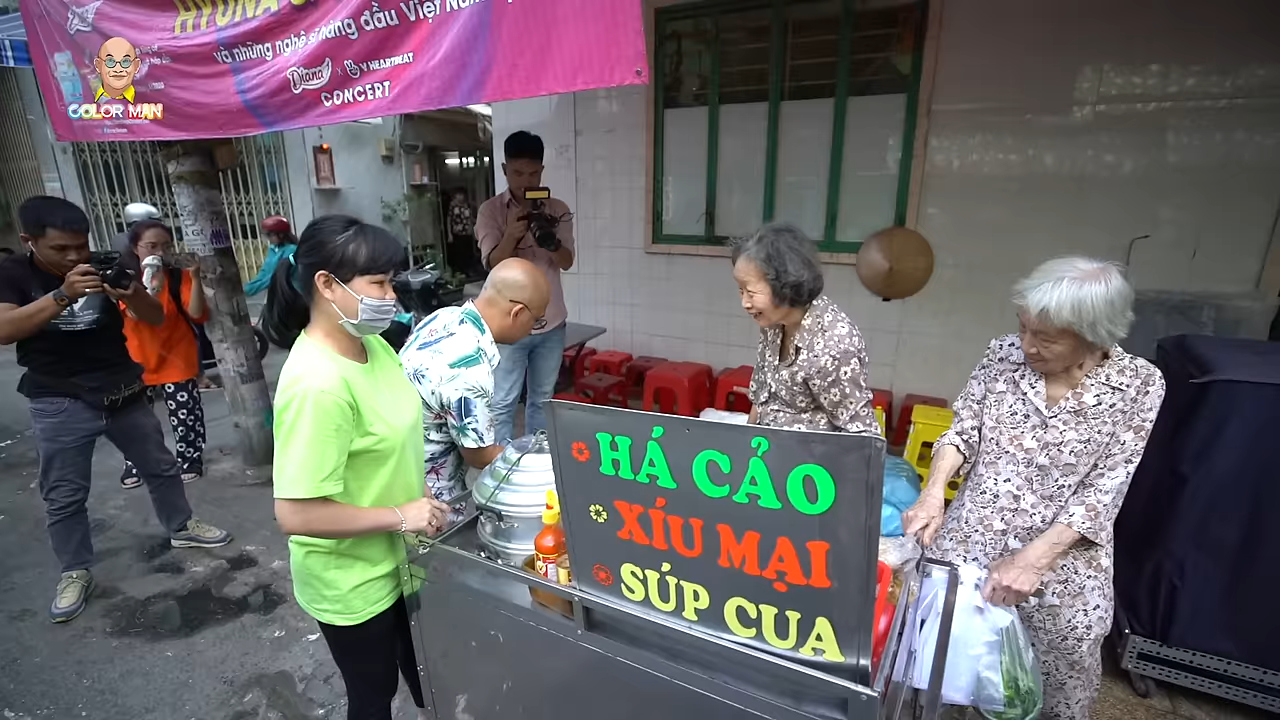 HYUNA
và những nghệ sĩ hàng đầu Việt Nam
Diana x V HEARTBEAT
CONCERT
COLOR MAN
HÁ CẢO
XÍU MẠI
SÚP CUA